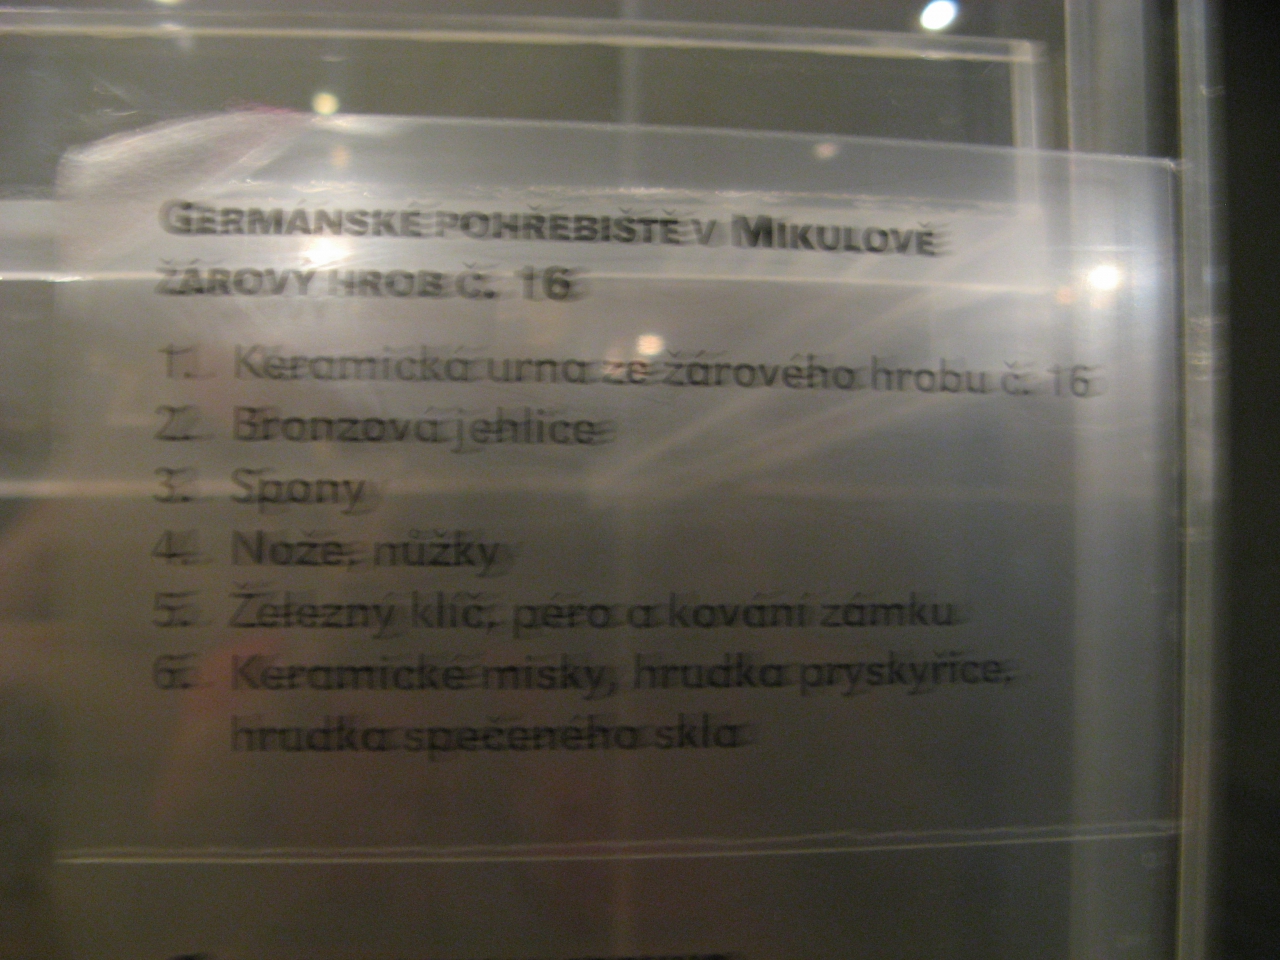 GERMÁNSKÉ POHŘEBIŠTĚ V MIKULOVĚ
ŽÁROVÝ HROB Č. 16
1. Keramická urna ze žárového hrobu č. 16
2. Bronzová jehlice
3. Spony
4. Nože, nůžky
5. Železný klíč, péro a kování zámku
6. Keramické misky, hrudka pryskyřice,
hrudka spečeného skla